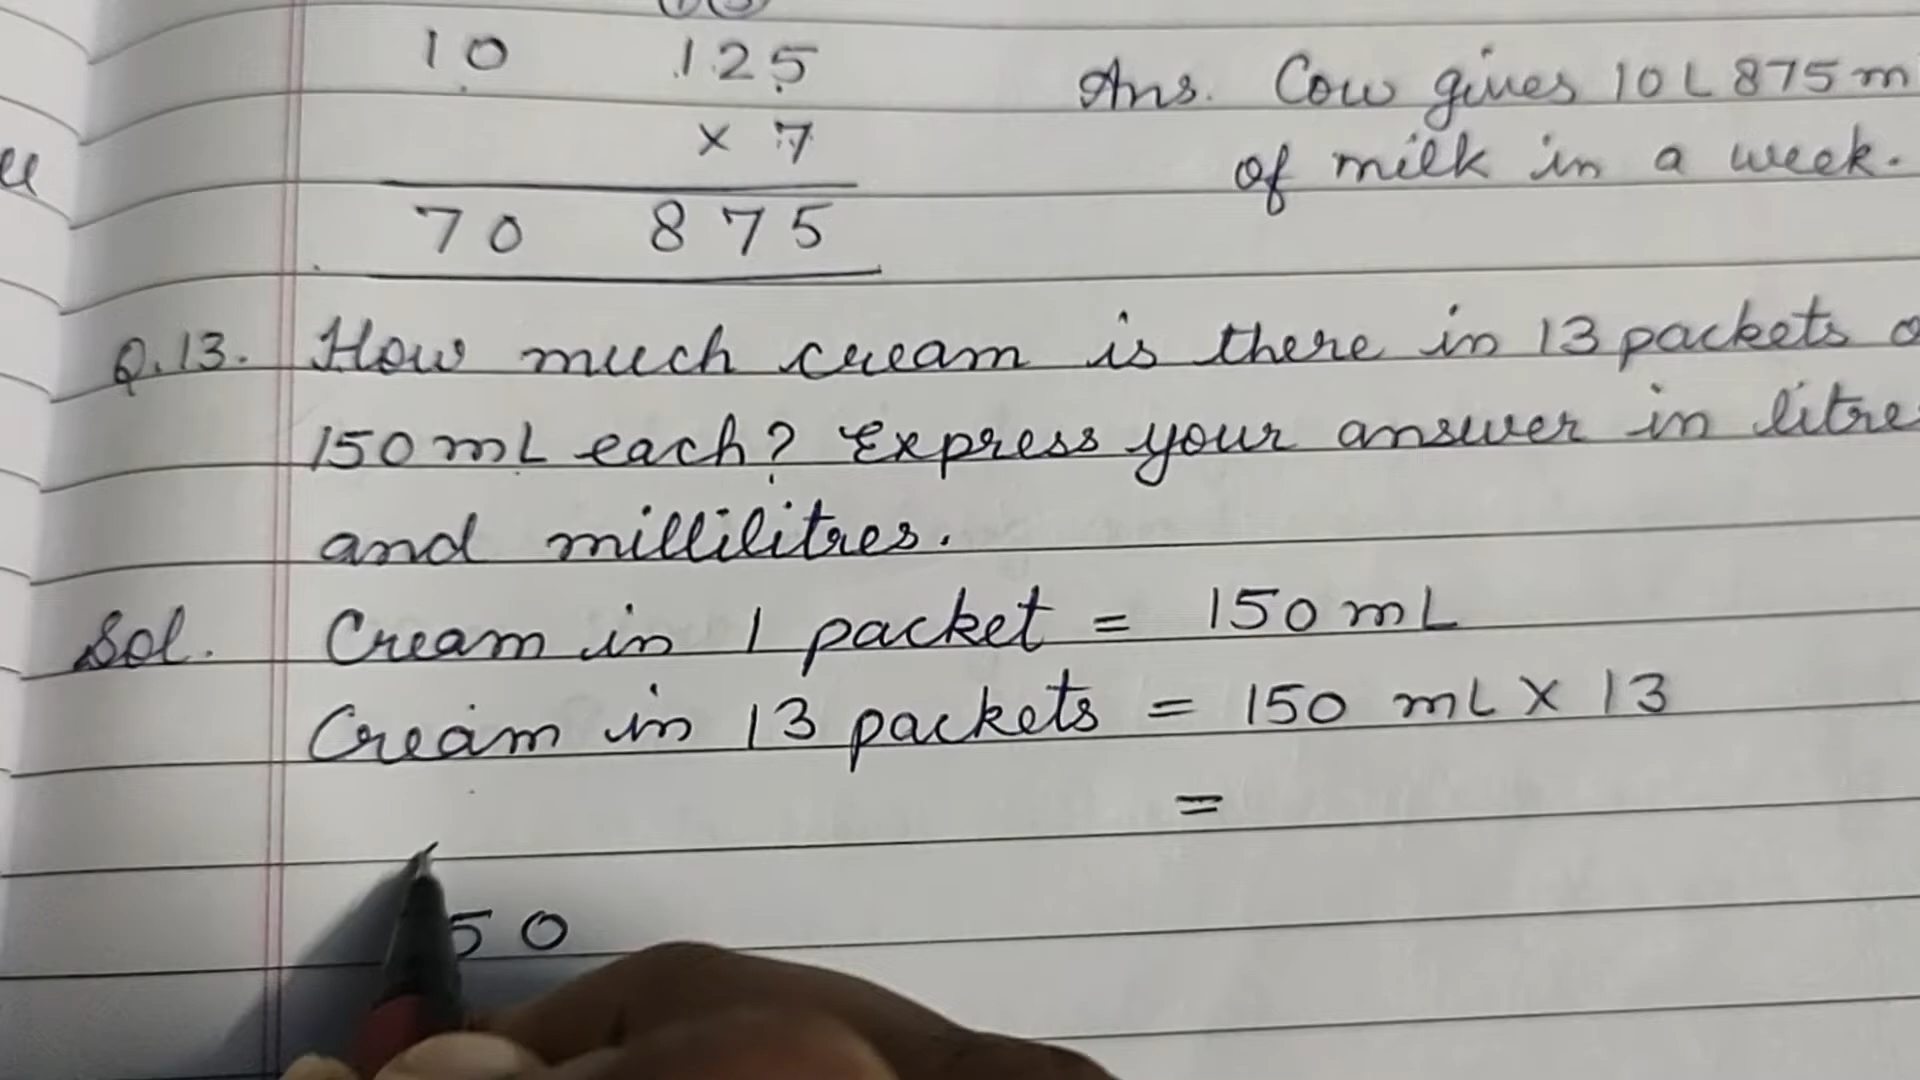 10 125
Ans. Cow gives 10 L 875 m
× 7
of milk in a week.
70 875
Q.13. How much cream is there in 13 packets o
150 mL each? Express your answer in litre
and millilitres.
Sol. Cream in 1 packet = 150 mL
Cream in 13 packets = 150 mL × 13
=
50